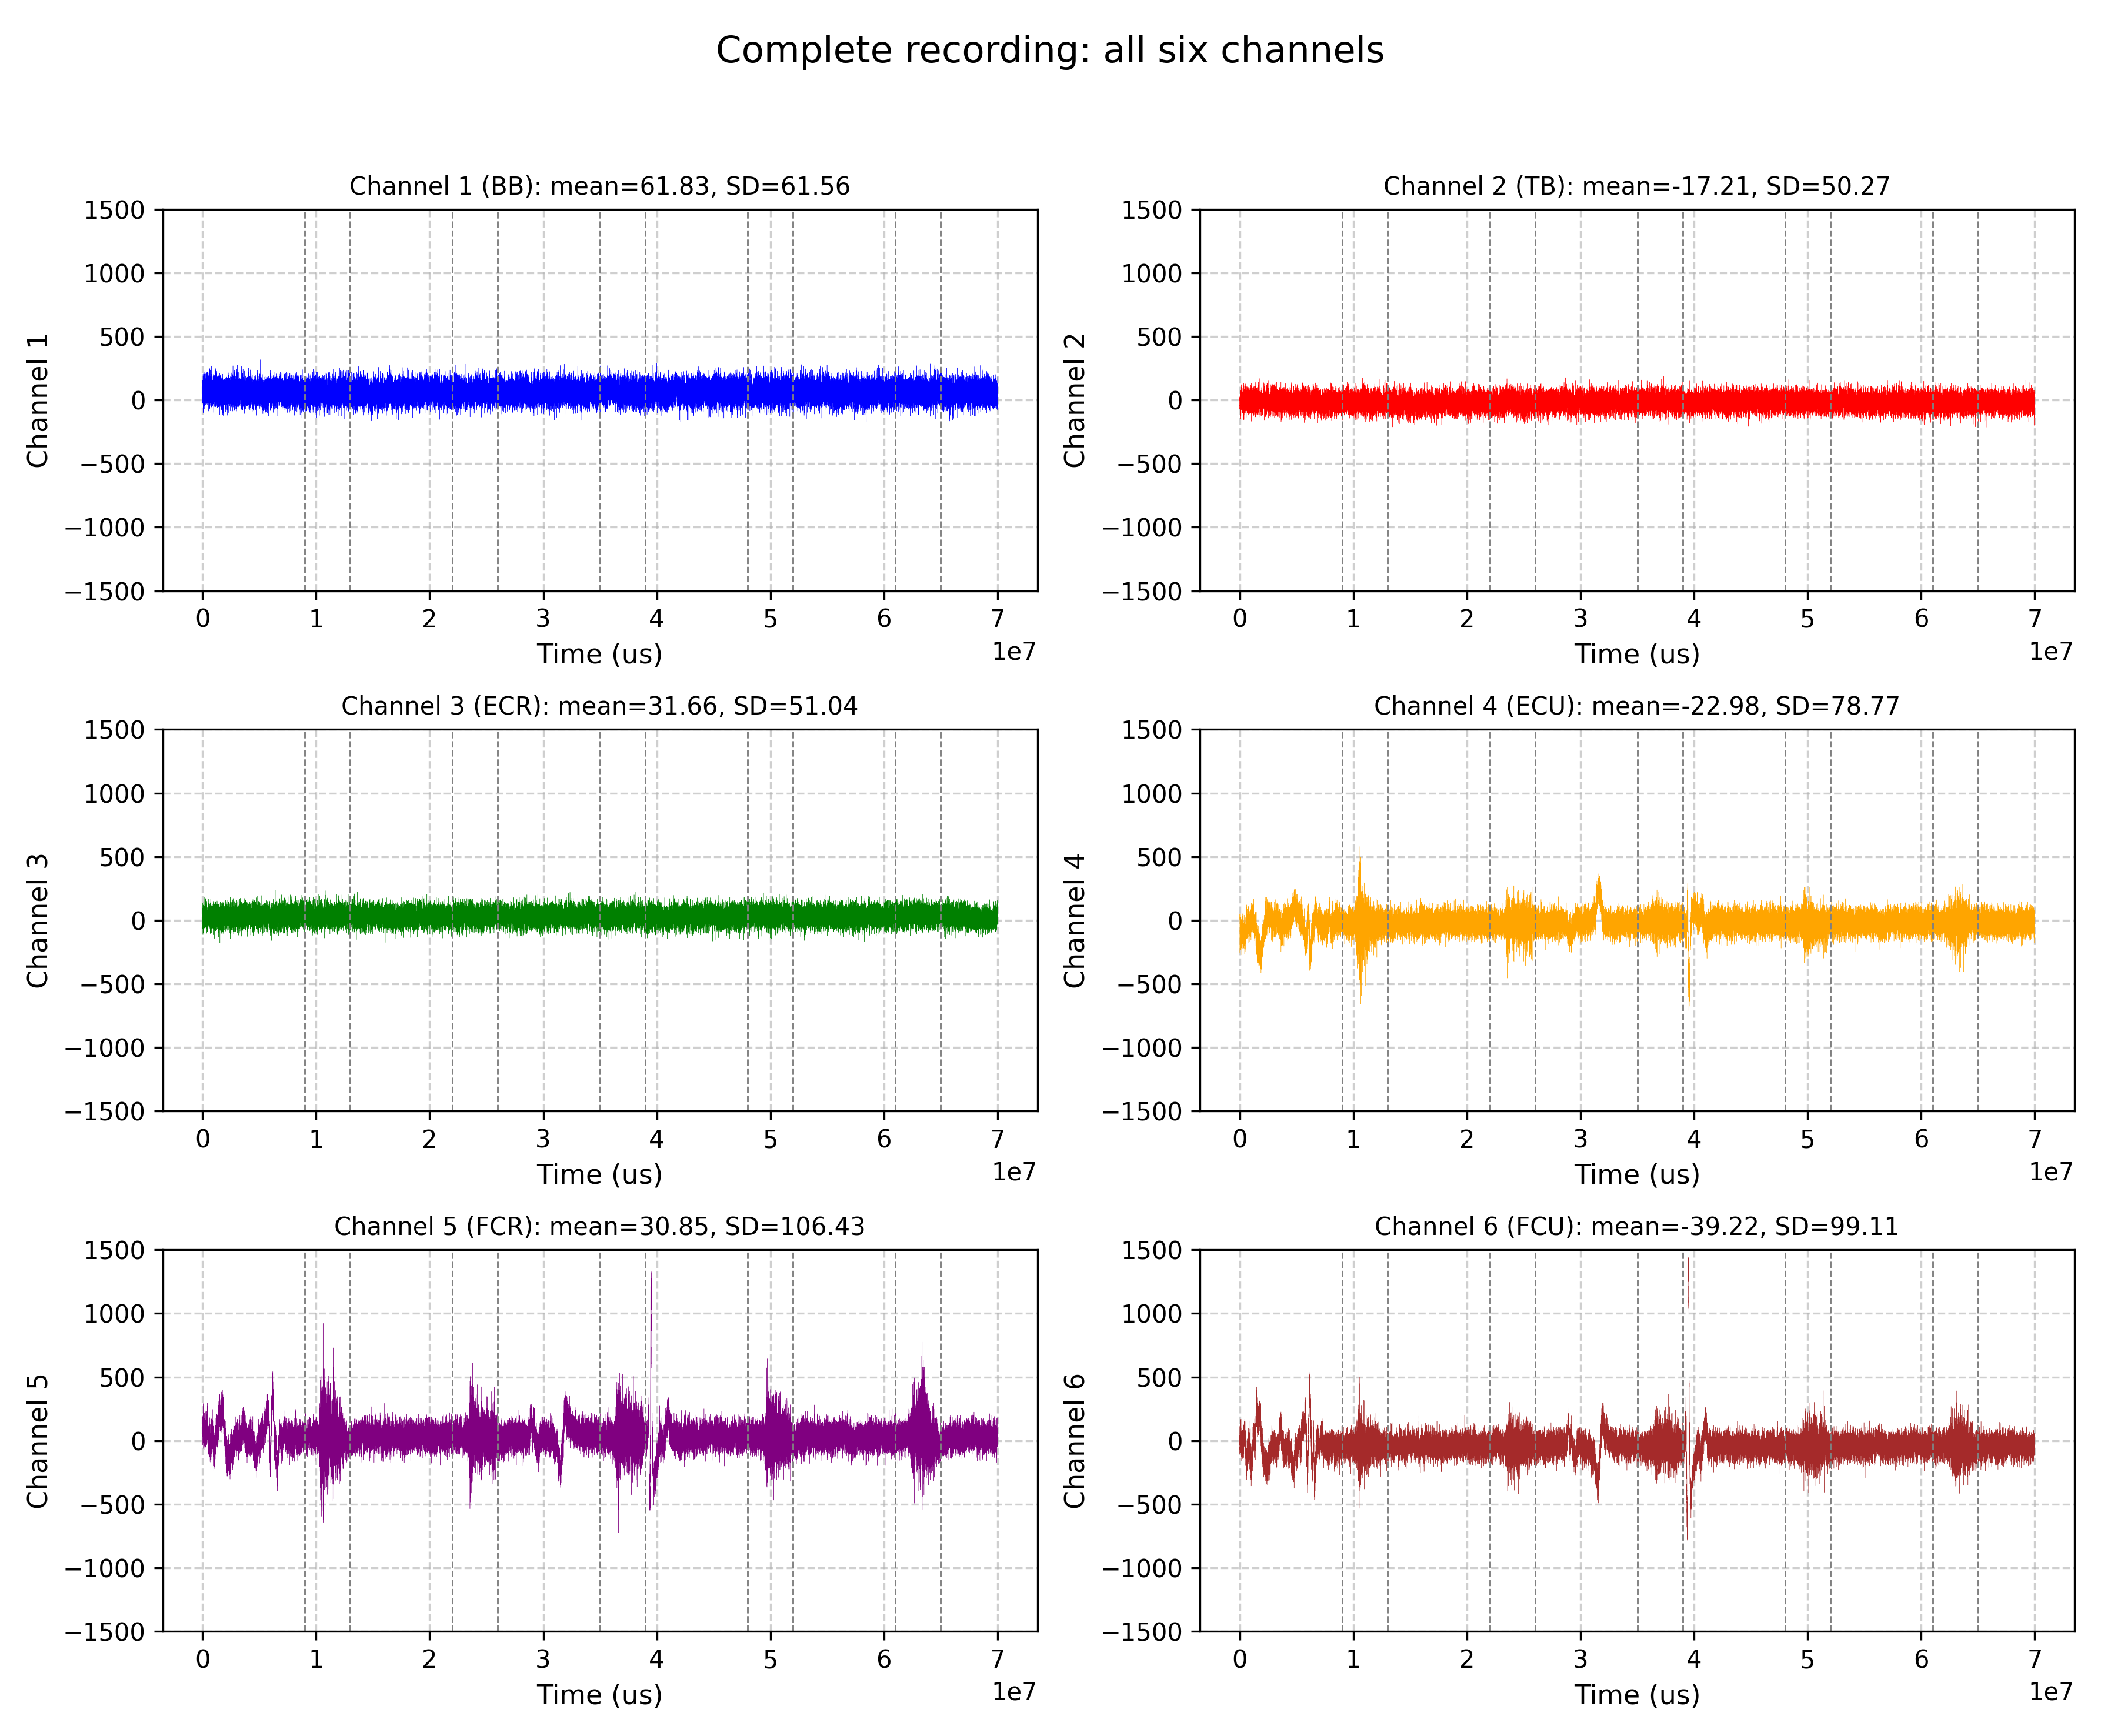 Complete recording: all six channels
Channel 1 (BB): mean=61.83, SD=61.56
1500
1000
500
0
−500
−1000
−1500
Channel 1
0 1 2 3 4 5 6 7
Time (us)
1e7
Channel 2 (TB): mean=-17.21, SD=50.27
1500
1000
500
0
−500
−1000
−1500
Channel 2
0 1 2 3 4 5 6 7
Time (us)
1e7
Channel 3 (ECR): mean=31.66, SD=51.04
1500
1000
500
0
−500
−1000
−1500
Channel 3
0 1 2 3 4 5 6 7
Time (us)
1e7
Channel 4 (ECU): mean=-22.98, SD=78.77
1500
1000
500
0
−500
−1000
−1500
Channel 4
0 1 2 3 4 5 6 7
Time (us)
1e7
Channel 5 (FCR): mean=30.85, SD=106.43
1500
1000
500
0
−500
−1000
−1500
Channel 5
0 1 2 3 4 5 6 7
Time (us)
1e7
Channel 6 (FCU): mean=-39.22, SD=99.11
1500
1000
500
0
−500
−1000
−1500
Channel 6
0 1 2 3 4 5 6 7
Time (us)
1e7